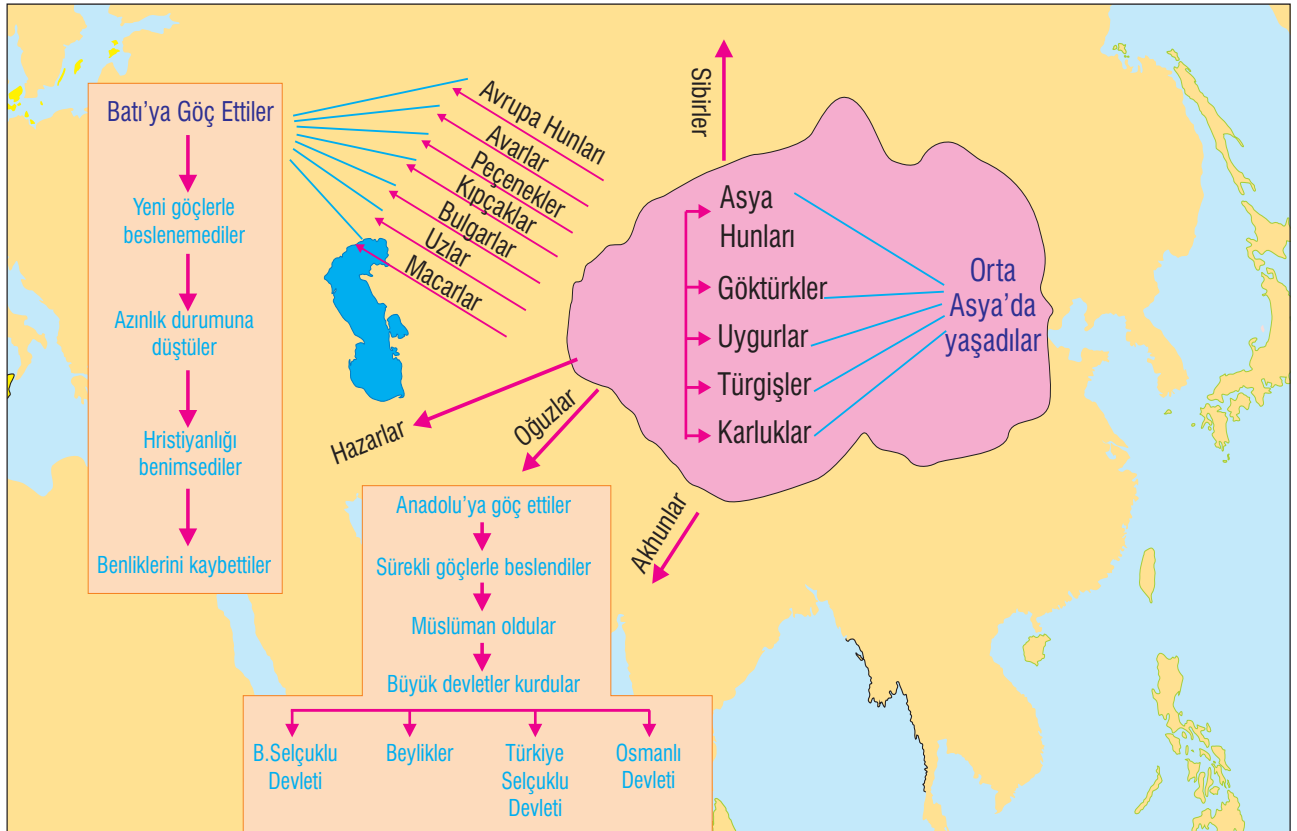 Batı’ya Göç Ettiler
Yeni göçlerle
beslenemediler
Azınlık durumuna
düştüler
Hristiyanlığı
benimsediler
Benliklerini kaybettiler
Avrupa Hunları
Avarlar
Peçenekler
Kıpçaklar
Bulgarlar
Uzlar
Macarlar
Sibirler
Asya
Hunları
Göktürkler
Uygurlar
Türgişler
Karluklar
Orta
Asya’da
yaşadılar
Hazarlar
Oğuzlar
Akhunlar
Anadolu’ya göç ettiler
Sürekli göçlerle beslendiler
Müslüman oldular
Büyük devletler kurdular
B.Selçuklu
Devleti
Beylikler
Türkiye
Selçuklu
Devleti
Osmanlı
Devleti